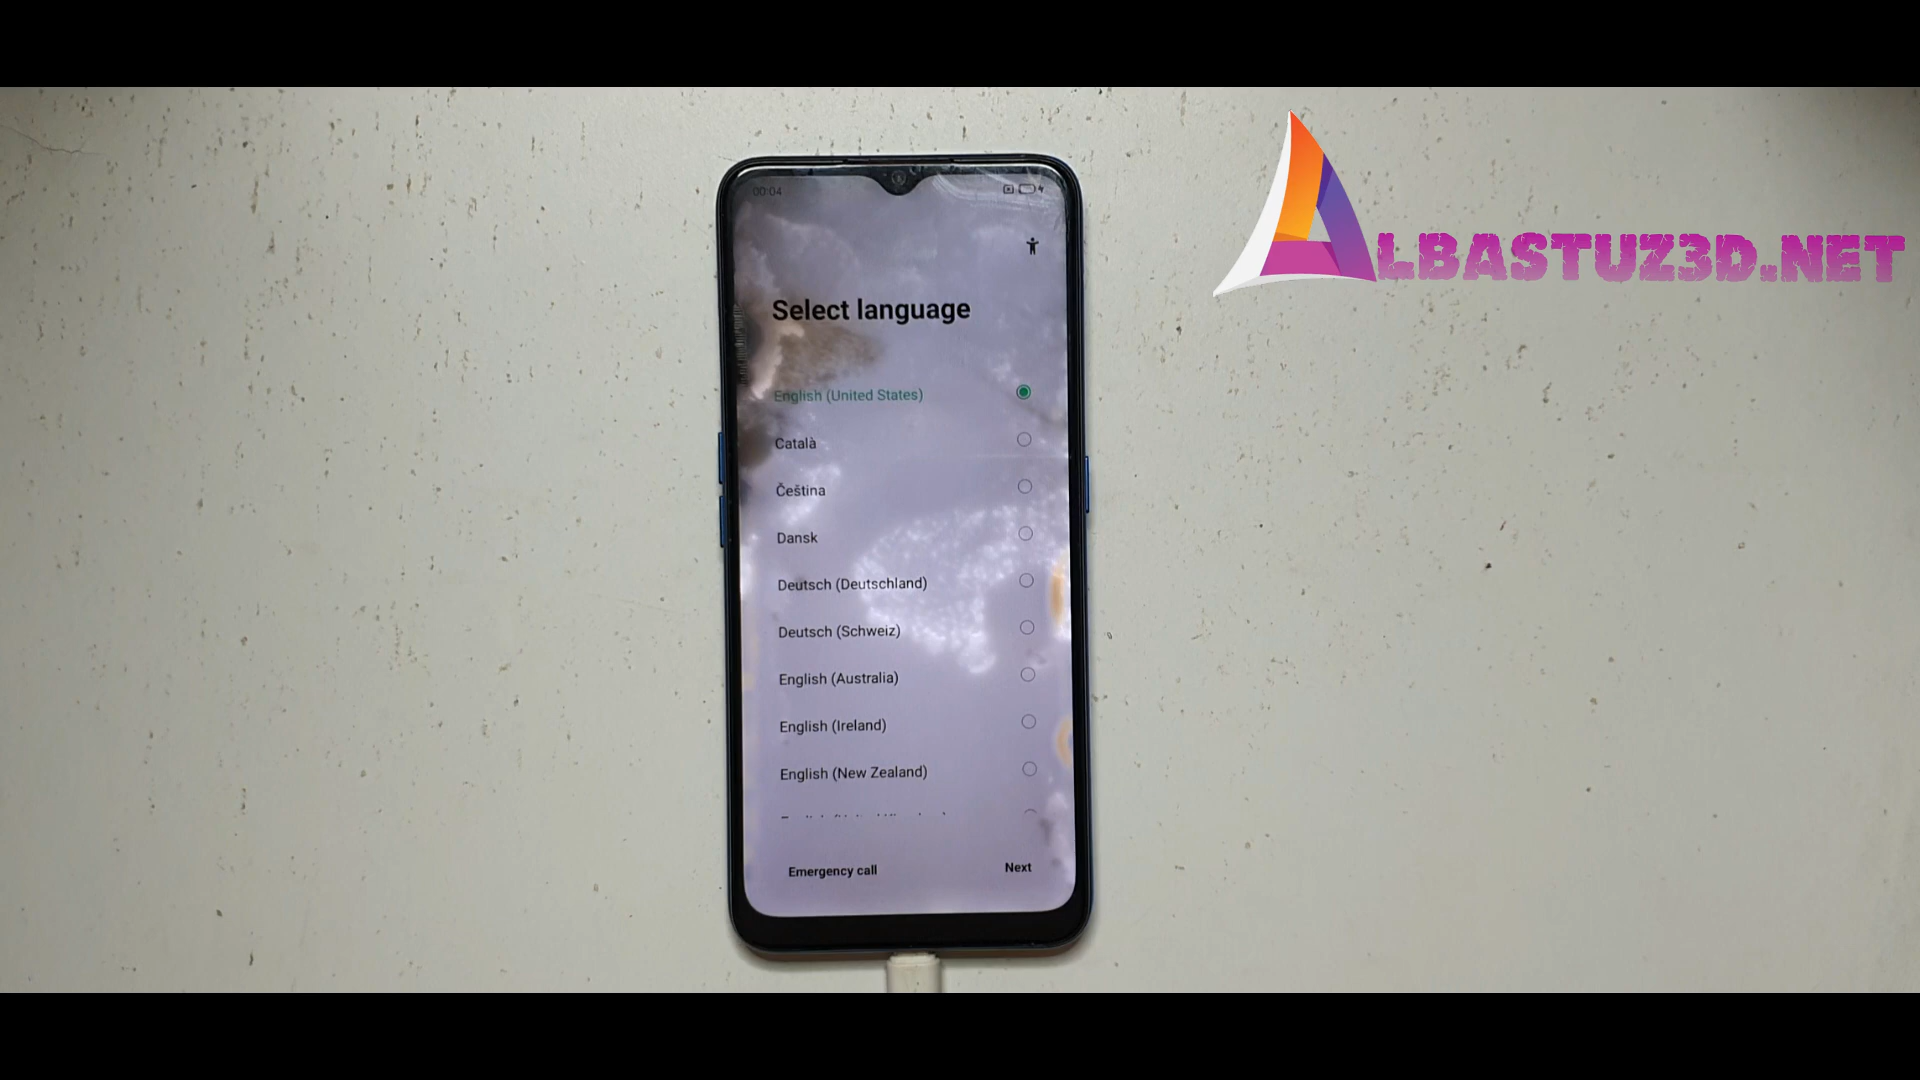 ALBASTUZ3D.NET
00:04
Select language
English (United States)
Català
Čeština
Dansk
Deutsch (Deutschland)
Deutsch (Schweiz)
English (Australia)
English (Ireland)
English (New Zealand)
Emergency call
Next